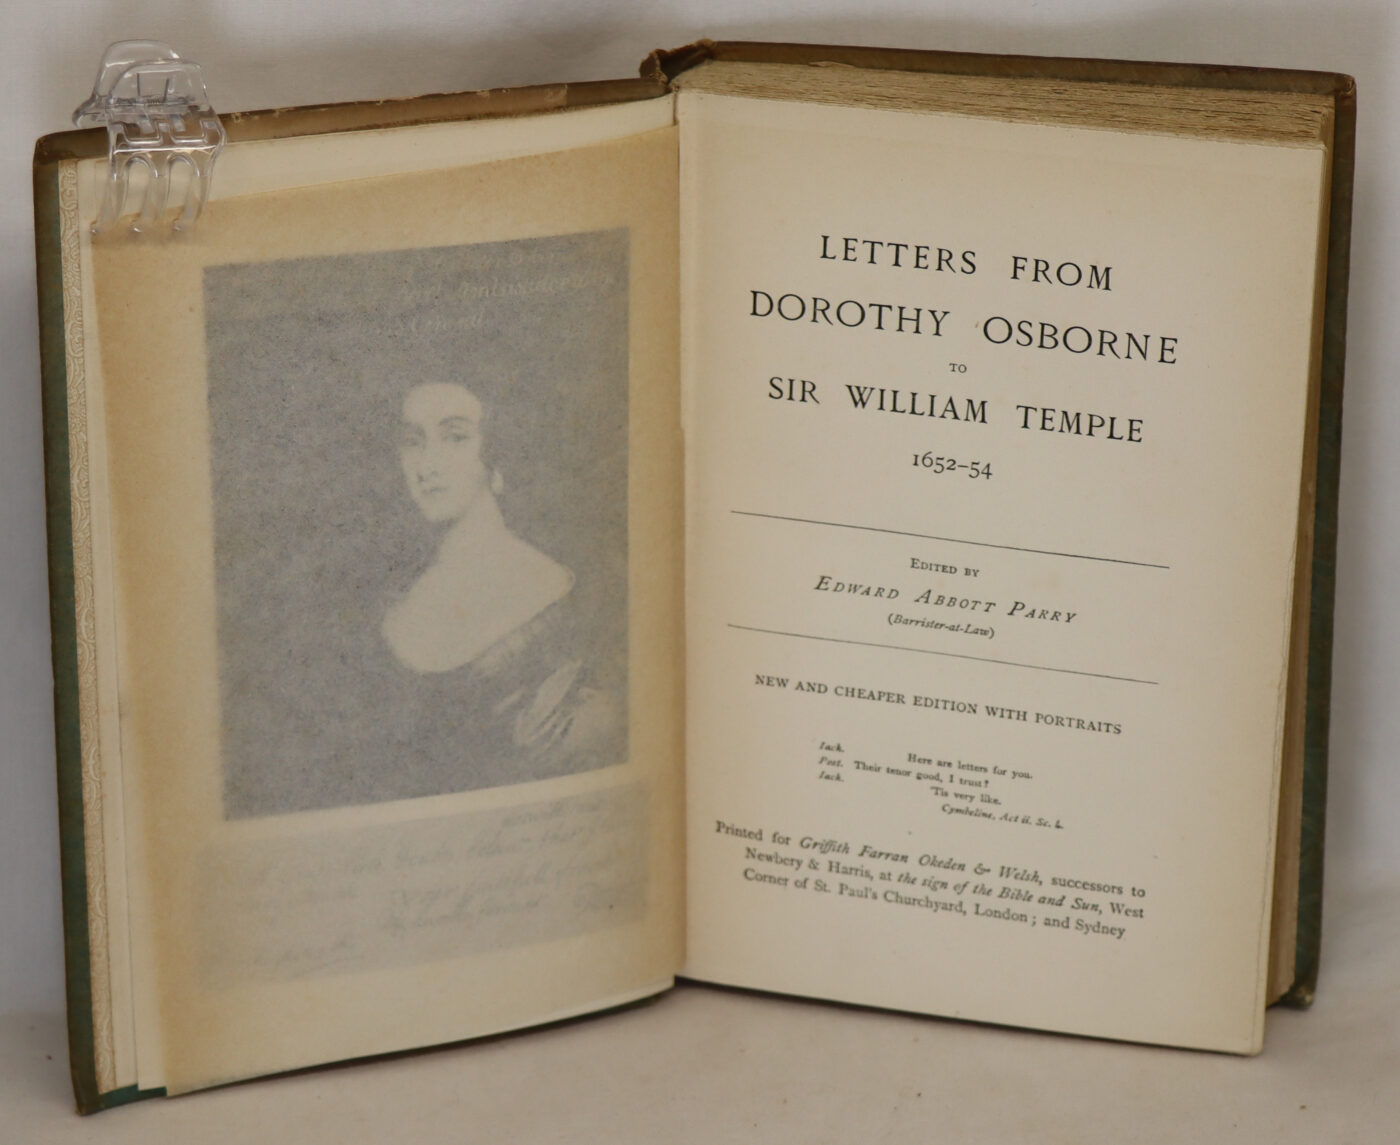 LETTERS FROM
DOROTHY OSBORNE
TO
SIR WILLIAM TEMPLE
1652–54
EDITED BY
EDWARD ABBOTT PARRY
(Barrister-at-Law)
NEW AND CHEAPER EDITION WITH PORTRAITS
Iach. Here are letters for you.
Post. Their tenor good, I trust?
Iach. 'Tis very like.
Cymbeline, Act ii. Sc. 4.
Printed for Griffith Farran Okeden & Welsh, successors to
Newbery & Harris, at the sign of the Bible and Sun, West
Corner of St. Paul's Churchyard, London; and Sydney